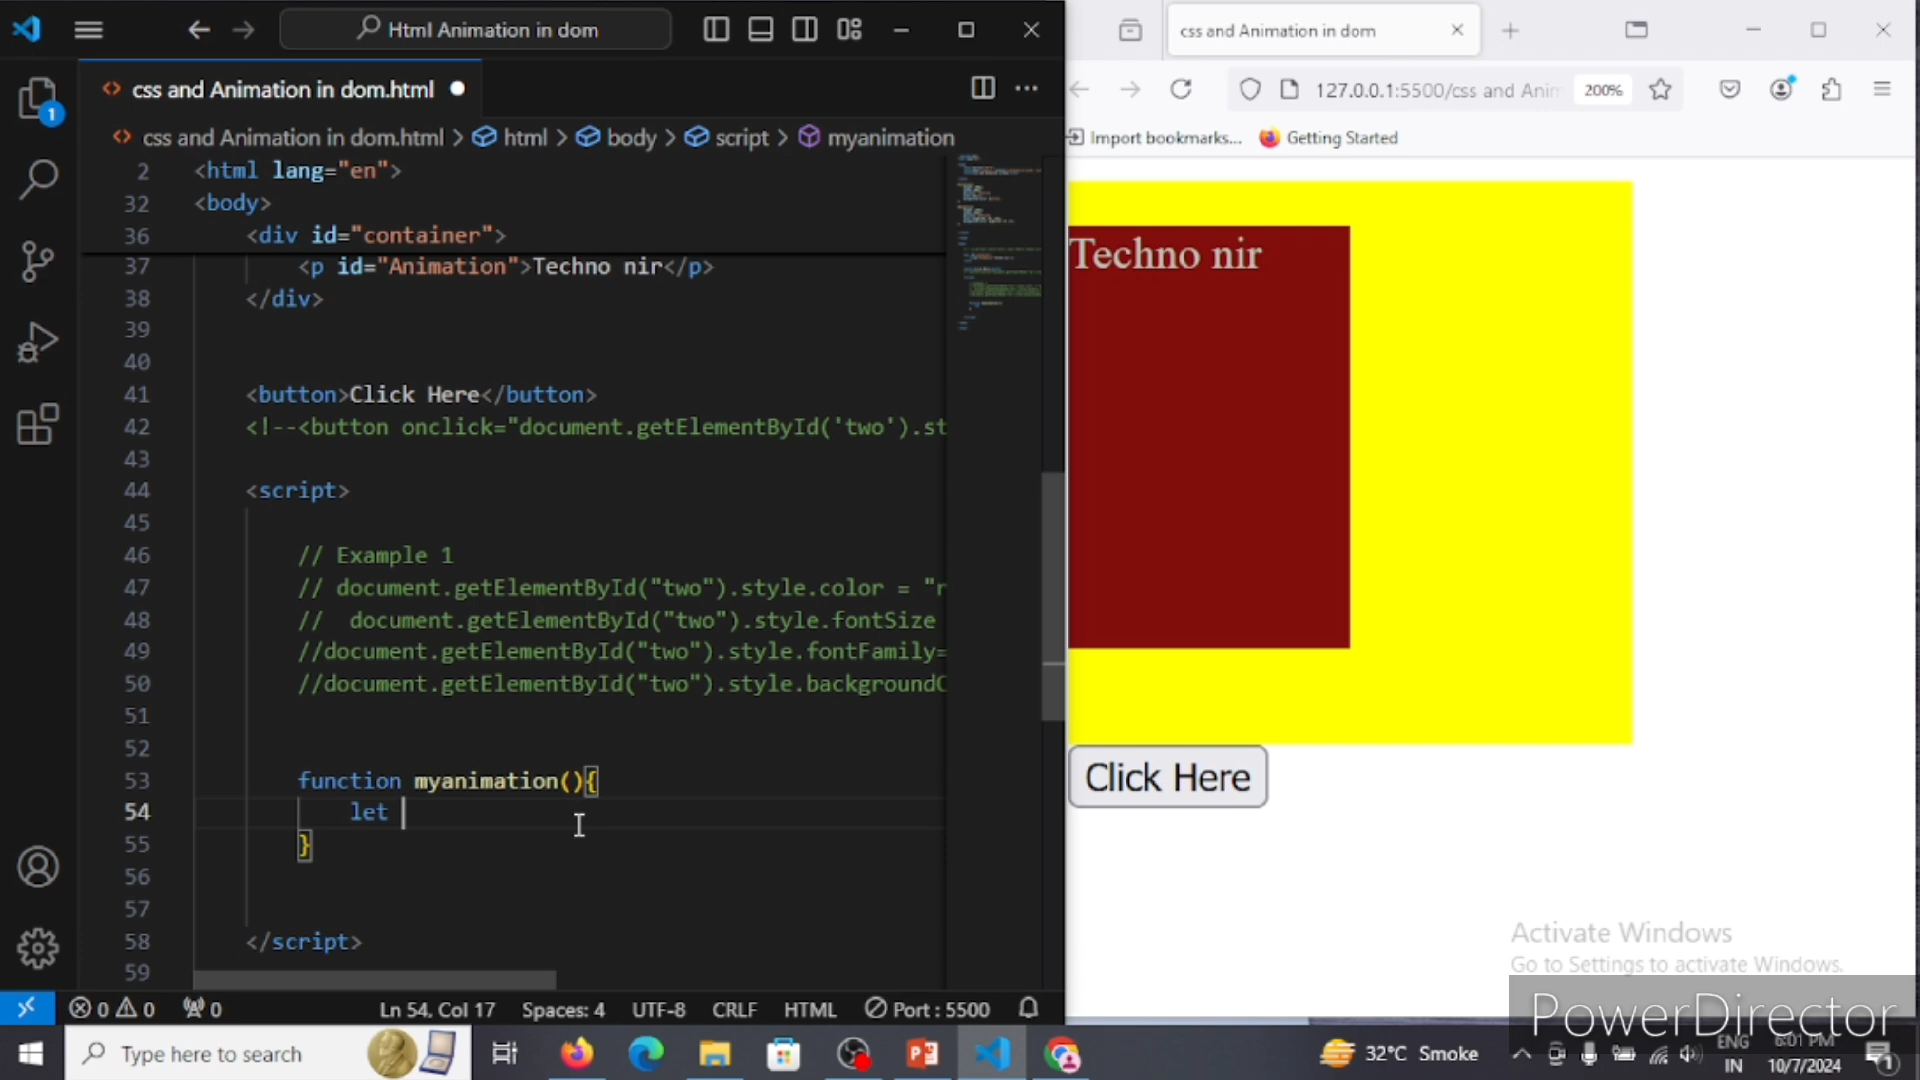 Html Animation in dom
css and Animation in dom.html
css and Animation in dom.html > html > body > script > myanimation
2 <html lang="en">
32 <body>
36 <div id="container">
37 <p id="Animation">Techno nir</p>
38 </div>
39
40
41 <button>Click Here</button>
42 <!--<button onclick="document.getElementById('two').st
43
44 <script>
45
46 // Example 1
47 // document.getElementById("two").style.color = "r
48 //  document.getElementById("two").style.fontSize
49 //document.getElementById("two").style.fontFamily=
50 //document.getElementById("two").style.backgroundC
51
52
53 function myanimation(){
54 let
55 }
56
57
58 </script>
59
1
0 0 0 Ln 54, Col 17 Spaces: 4 UTF-8 CRLF HTML Port : 5500
css and Animation in dom
127.0.0.1:5500/css and Anim 200%
Import bookmarks... Getting Started
Techno nir
Click Here
Activate Windows
Go to Settings to activate Windows.
PowerDirector
Type here to search
32°C Smoke
ENG
IN
6:01 PM
10/7/2024
1